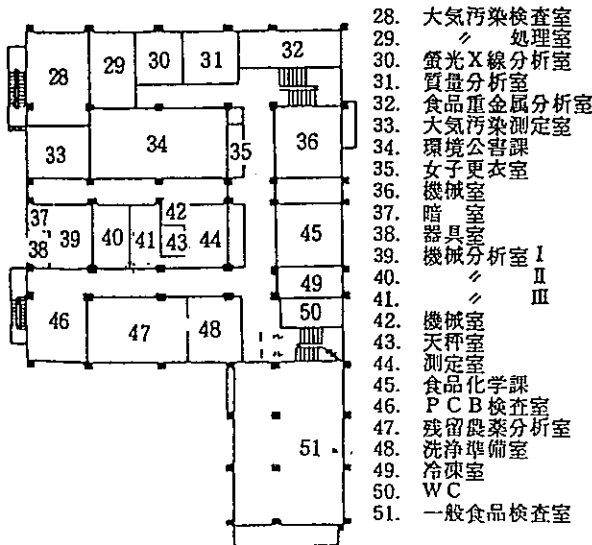 28. 大気汚染検査室
29. 〃 処理室
30. 螢光X線分析室
31. 質量分析室
32. 食品重金属分析室
33. 大気汚染測定室
34. 環境公害課
35. 女子更衣室
36. 機械室
37. 暗 室
38. 器具室
39. 機械分析室 I
40. 〃 II
41. 〃 III
42. 機械室
43. 天秤室
44. 測定室
45. 食品化学課
46. PCB検査室
47. 残留農薬分析室
48. 洗浄準備室
49. 冷凍室
50. WC
51. 一般食品検査室
28
29
30
31
32
33
34
35
36
37
38
39
40
41
42
43
44
45
46
47
48
49
50
51